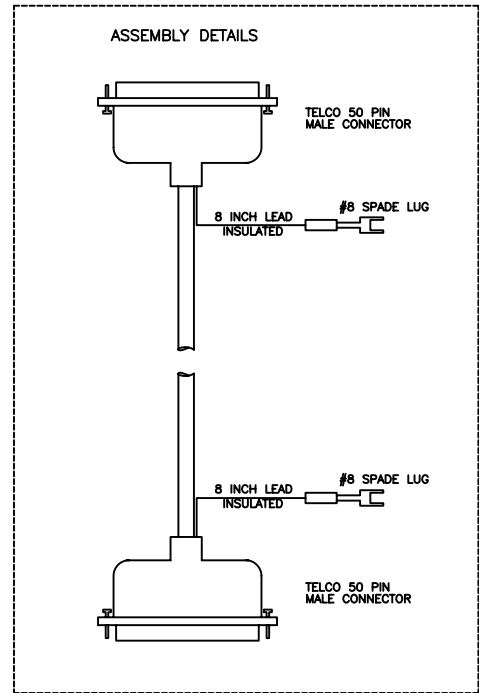 ASSEMBLY DETAILS
TELCO 50 PIN
MALE CONNECTOR
#8 SPADE LUG
8 INCH LEAD
INSULATED
#8 SPADE LUG
8 INCH LEAD
INSULATED
TELCO 50 PIN
MALE CONNECTOR